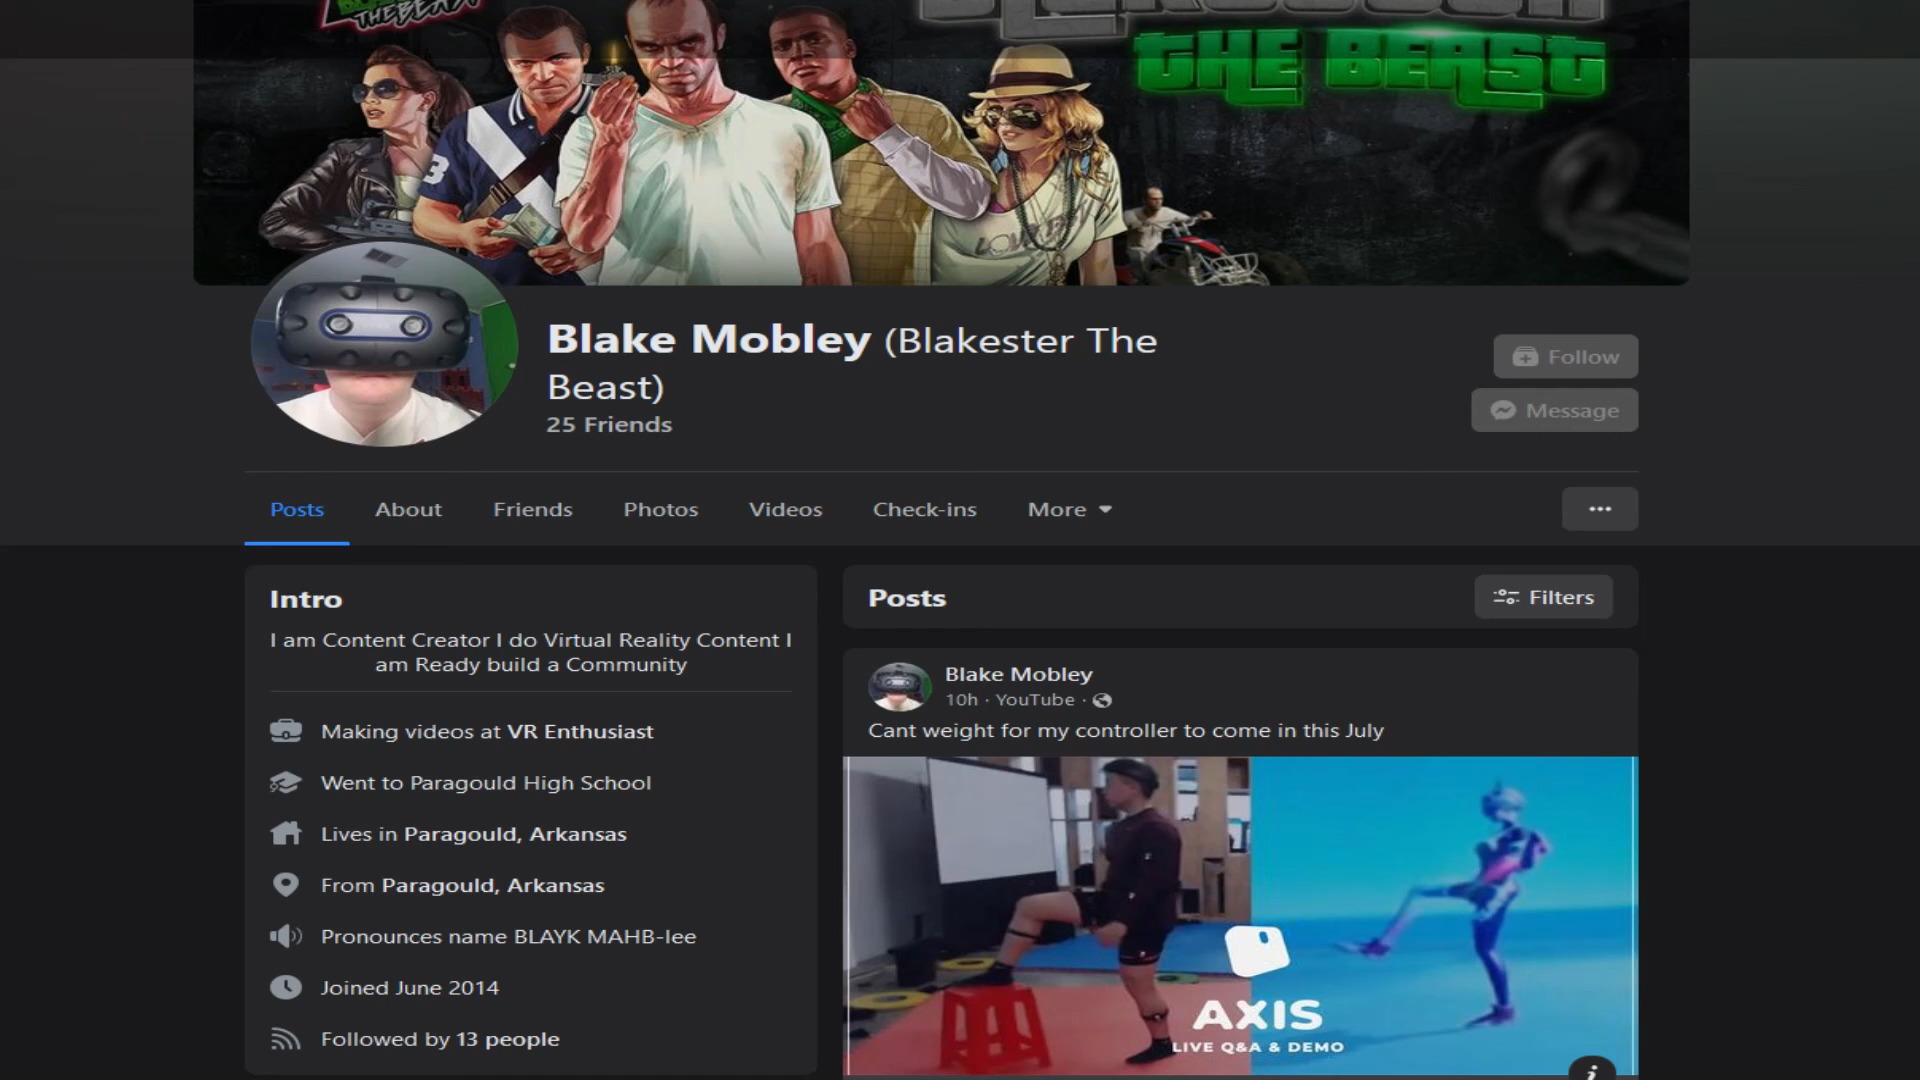 THE BEAST
THE BEAST
Blake Mobley (Blakester The
Beast)
25 Friends
Follow
Message
Posts
About
Friends
Photos
Videos
Check-ins
More
Intro
I am Content Creator I do Virtual Reality Content I
am Ready build a Community
Making videos at VR Enthusiast
Went to Paragould High School
Lives in Paragould, Arkansas
From Paragould, Arkansas
Pronounces name BLAYK MAHB-lee
Joined June 2014
Followed by 13 people
Posts
Filters
Blake Mobley
10h · YouTube ·
Cant weight for my controller to come in this July
AXIS
LIVE Q&A & DEMO